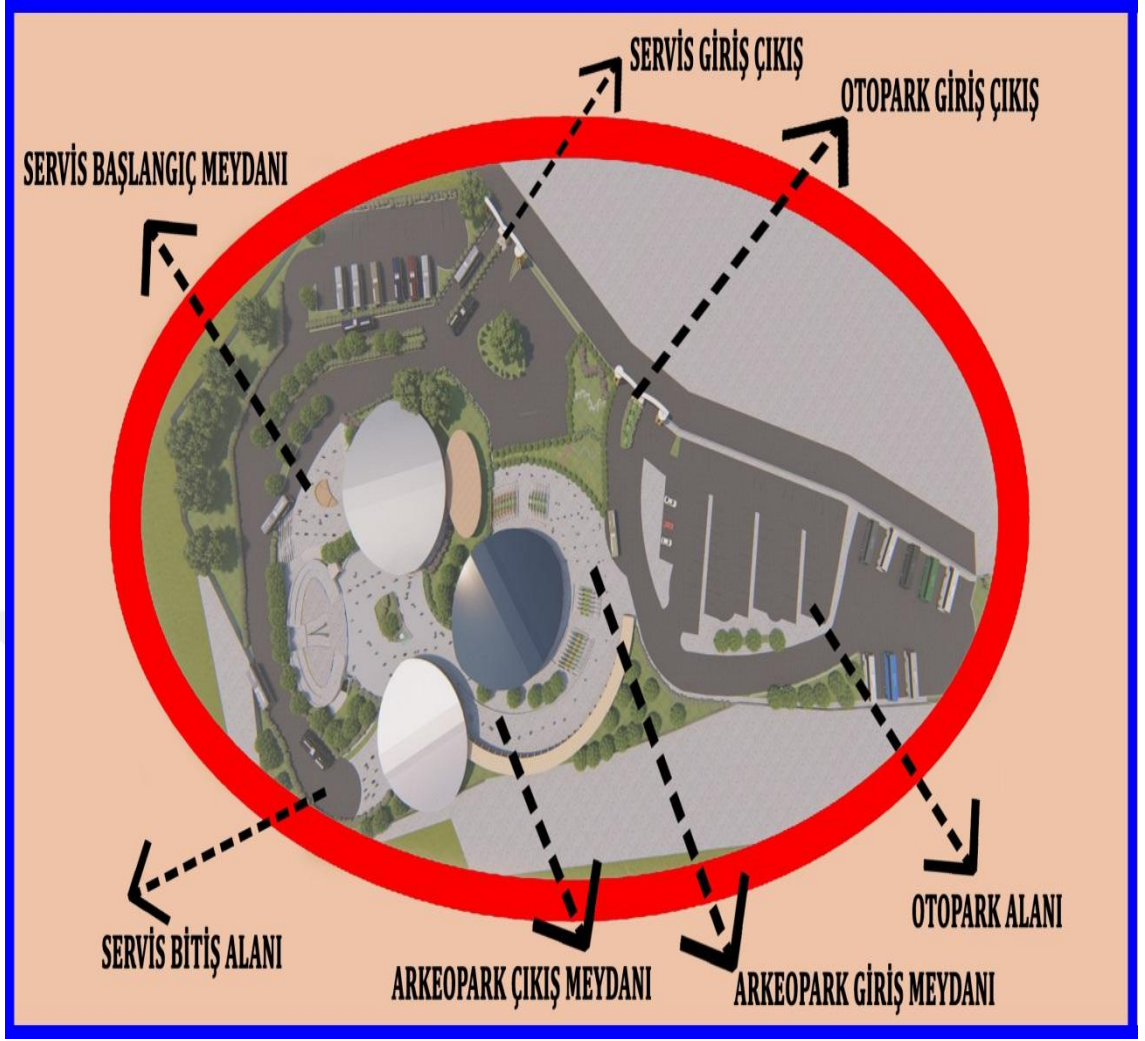 SERVİS GİRİŞ ÇIKIŞ
OTOPARK GİRİŞ ÇIKIŞ
SERVİS BAŞLANGIÇ MEYDANI
OTOPARK ALANI
SERVİS BİTİŞ ALANI
ARKEOPARK ÇIKIŞ MEYDANI
ARKEOPARK GİRİŞ MEYDANI